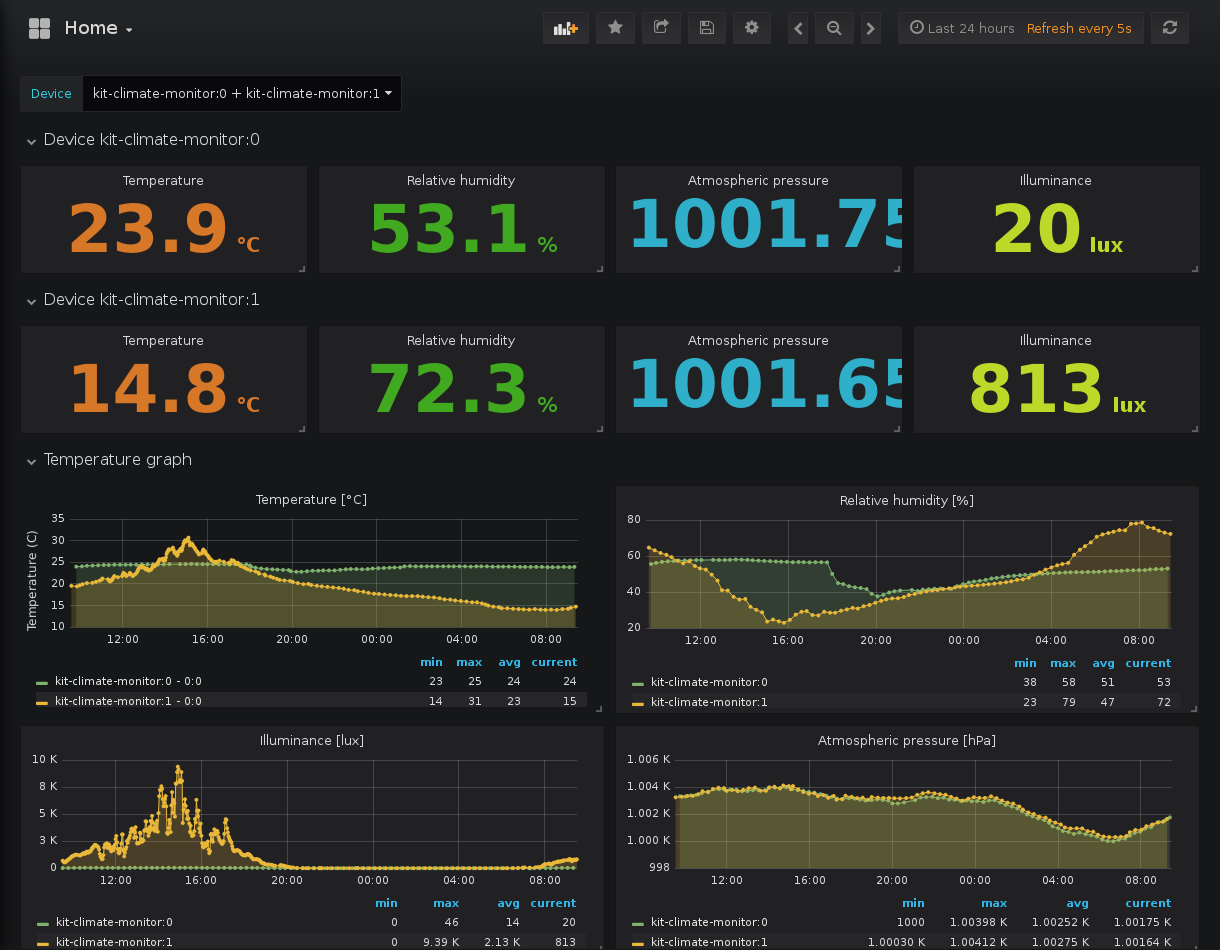 Home
Last 24 hours Refresh every 5s
Device kit-climate-monitor:0 + kit-climate-monitor:1
Device kit-climate-monitor:0
Temperature Relative humidity Atmospheric pressure Illuminance
23.9 °C 53.1 % 1001.75 20 lux
Device kit-climate-monitor:1
Temperature Relative humidity Atmospheric pressure Illuminance
14.8 °C 72.3 % 1001.65 813 lux
Temperature graph
Temperature [°C]
Temperature (C)
35
30
25
20
15
10
12:00 16:00 20:00 00:00 04:00 08:00
min max avg current
kit-climate-monitor:0 - 0:0 23 25 24 24
kit-climate-monitor:1 - 0:0 14 31 23 15
Relative humidity [%]
80
60
40
20
12:00 16:00 20:00 00:00 04:00 08:00
min max avg current
kit-climate-monitor:0 38 58 51 53
kit-climate-monitor:1 23 79 47 72
Illuminance [lux]
10 K
8 K
5 K
3 K
0
12:00 16:00 20:00 00:00 04:00 08:00
min max avg current
kit-climate-monitor:0 0 46 14 20
kit-climate-monitor:1 0 9.39 K 2.13 K 813
Atmospheric pressure [hPa]
1.006 K
1.004 K
1.002 K
1.000 K
998
12:00 16:00 20:00 00:00 04:00 08:00
min max avg current
kit-climate-monitor:0 1000 1.00398 K 1.00252 K 1.00175 K
kit-climate-monitor:1 1.00030 K 1.00412 K 1.00275 K 1.00164 K